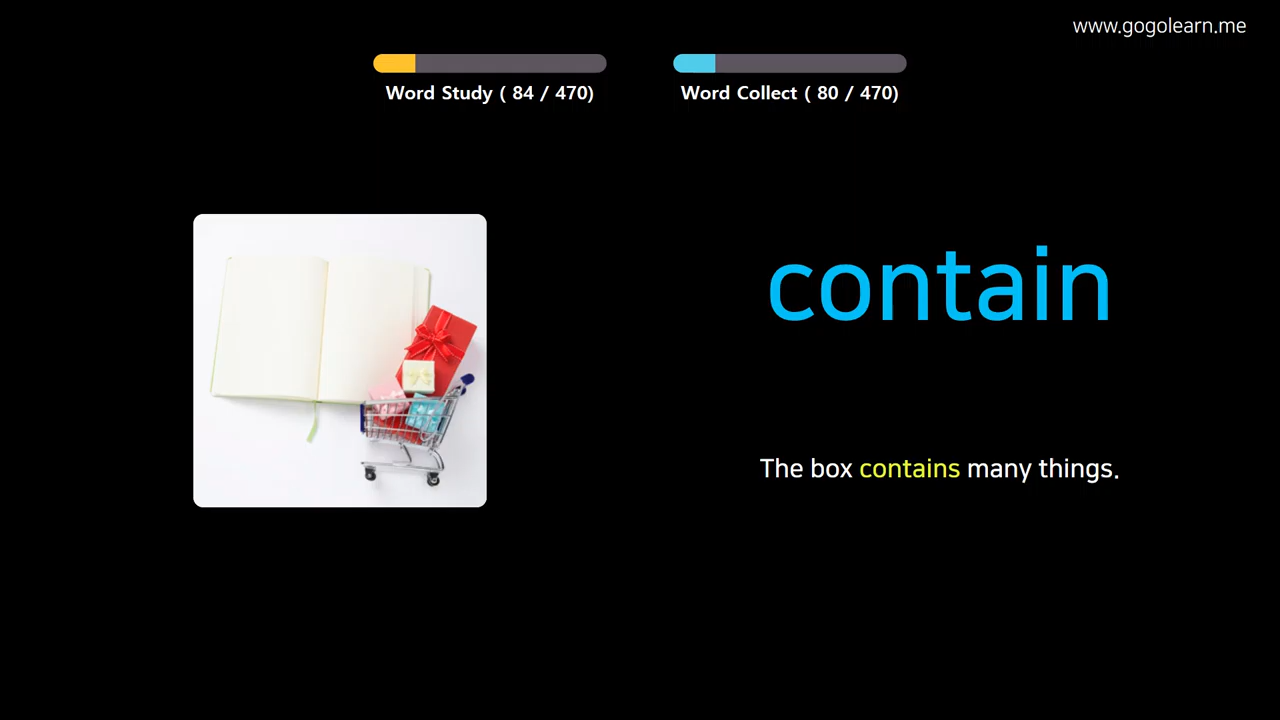 www.gogolearn.me
Word Study ( 84 / 470)
Word Collect ( 80 / 470)
contain
The box contains many things.